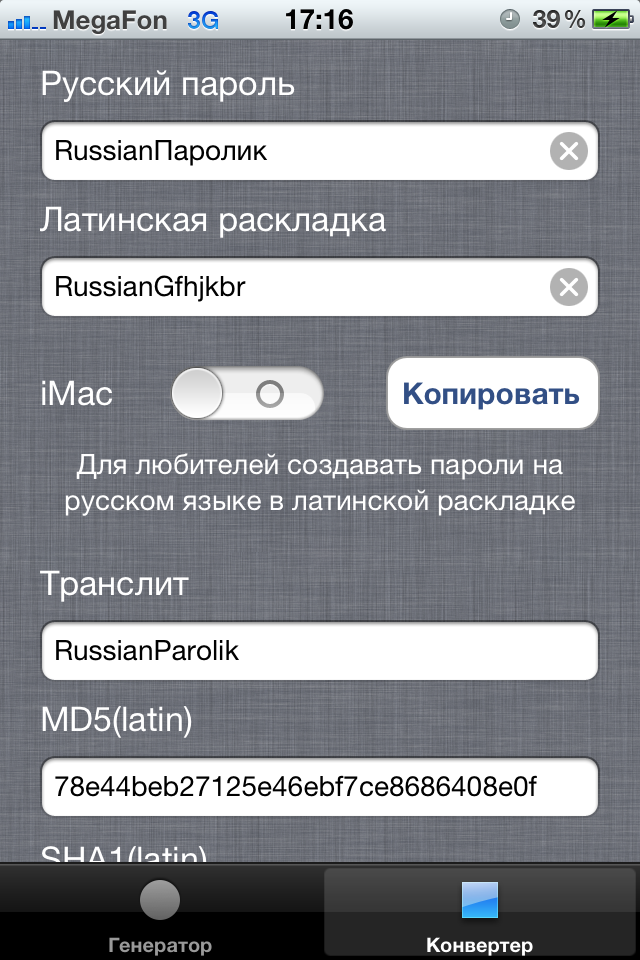 MegaFon 3G 17:16 39 %
Русский пароль
RussianПаролик
Латинская раскладка
RussianGfhjkbr
iMac Копировать
Для любителей создавать пароли на
русском языке в латинской раскладке
Транслит
RussianParolik
MD5(latin)
78e44beb27125e46ebf7ce8686408e0f
SHA1(latin)
Генератор Конвертер